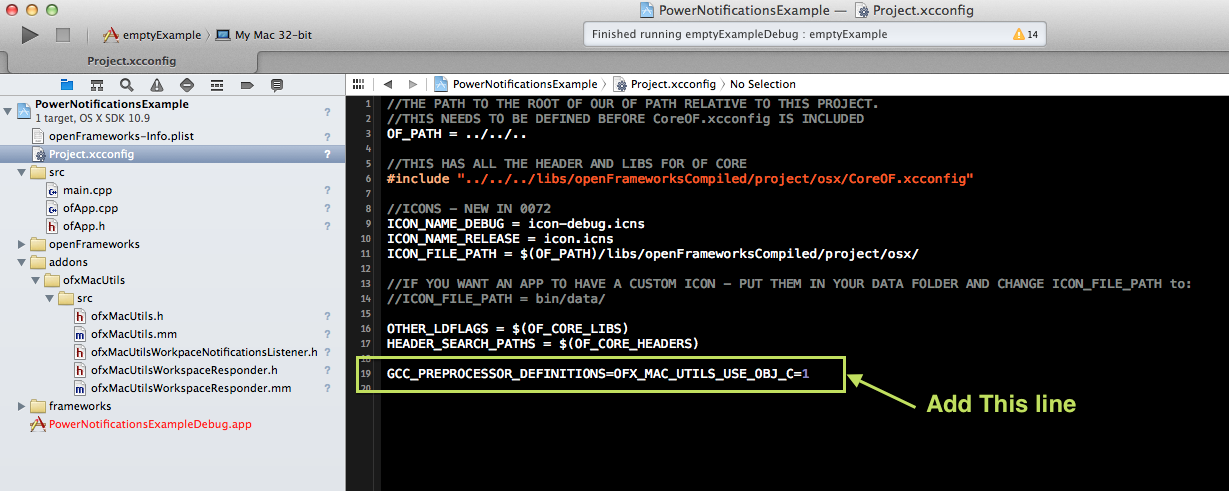 PowerNotificationsExample — Project.xcconfig
emptyExample My Mac 32-bit
Finished running emptyExampleDebug : emptyExample 14
Project.xcconfig
PowerNotificationsExample
1 target, OS X SDK 10.9 ?
openFrameworks-Info.plist ?
Project.xcconfig ?
src
main.cpp ?
ofApp.cpp ?
ofApp.h ?
openFrameworks
addons
ofxMacUtils
src
ofxMacUtils.h ?
ofxMacUtils.mm ?
ofxMacUtilsWorkpaceNotificationsListener.h ?
ofxMacUtilsWorkspaceResponder.h ?
ofxMacUtilsWorkspaceResponder.mm ?
frameworks
PowerNotificationsExampleDebug.app
PowerNotificationsExample Project.xcconfig No Selection
1 //THE PATH TO THE ROOT OF OUR OF PATH RELATIVE TO THIS PROJECT.
2 //THIS NEEDS TO BE DEFINED BEFORE CoreOF.xcconfig IS INCLUDED
3 OF_PATH = ../../..
4
5 //THIS HAS ALL THE HEADER AND LIBS FOR OF CORE
6 #include "../../../libs/openFrameworksCompiled/project/osx/CoreOF.xcconfig"
7
8 //ICONS - NEW IN 0072
9 ICON_NAME_DEBUG = icon-debug.icns
10 ICON_NAME_RELEASE = icon.icns
11 ICON_FILE_PATH = $(OF_PATH)/libs/openFrameworksCompiled/project/osx/
12
13 //IF YOU WANT AN APP TO HAVE A CUSTOM ICON - PUT THEM IN YOUR DATA FOLDER AND CHANGE ICON_FILE_PATH to:
14 //ICON_FILE_PATH = bin/data/
15
16 OTHER_LDFLAGS = $(OF_CORE_LIBS)
17 HEADER_SEARCH_PATHS = $(OF_CORE_HEADERS)
18
19 GCC_PREPROCESSOR_DEFINITIONS=OFX_MAC_UTILS_USE_OBJ_C=1
20
Add This line